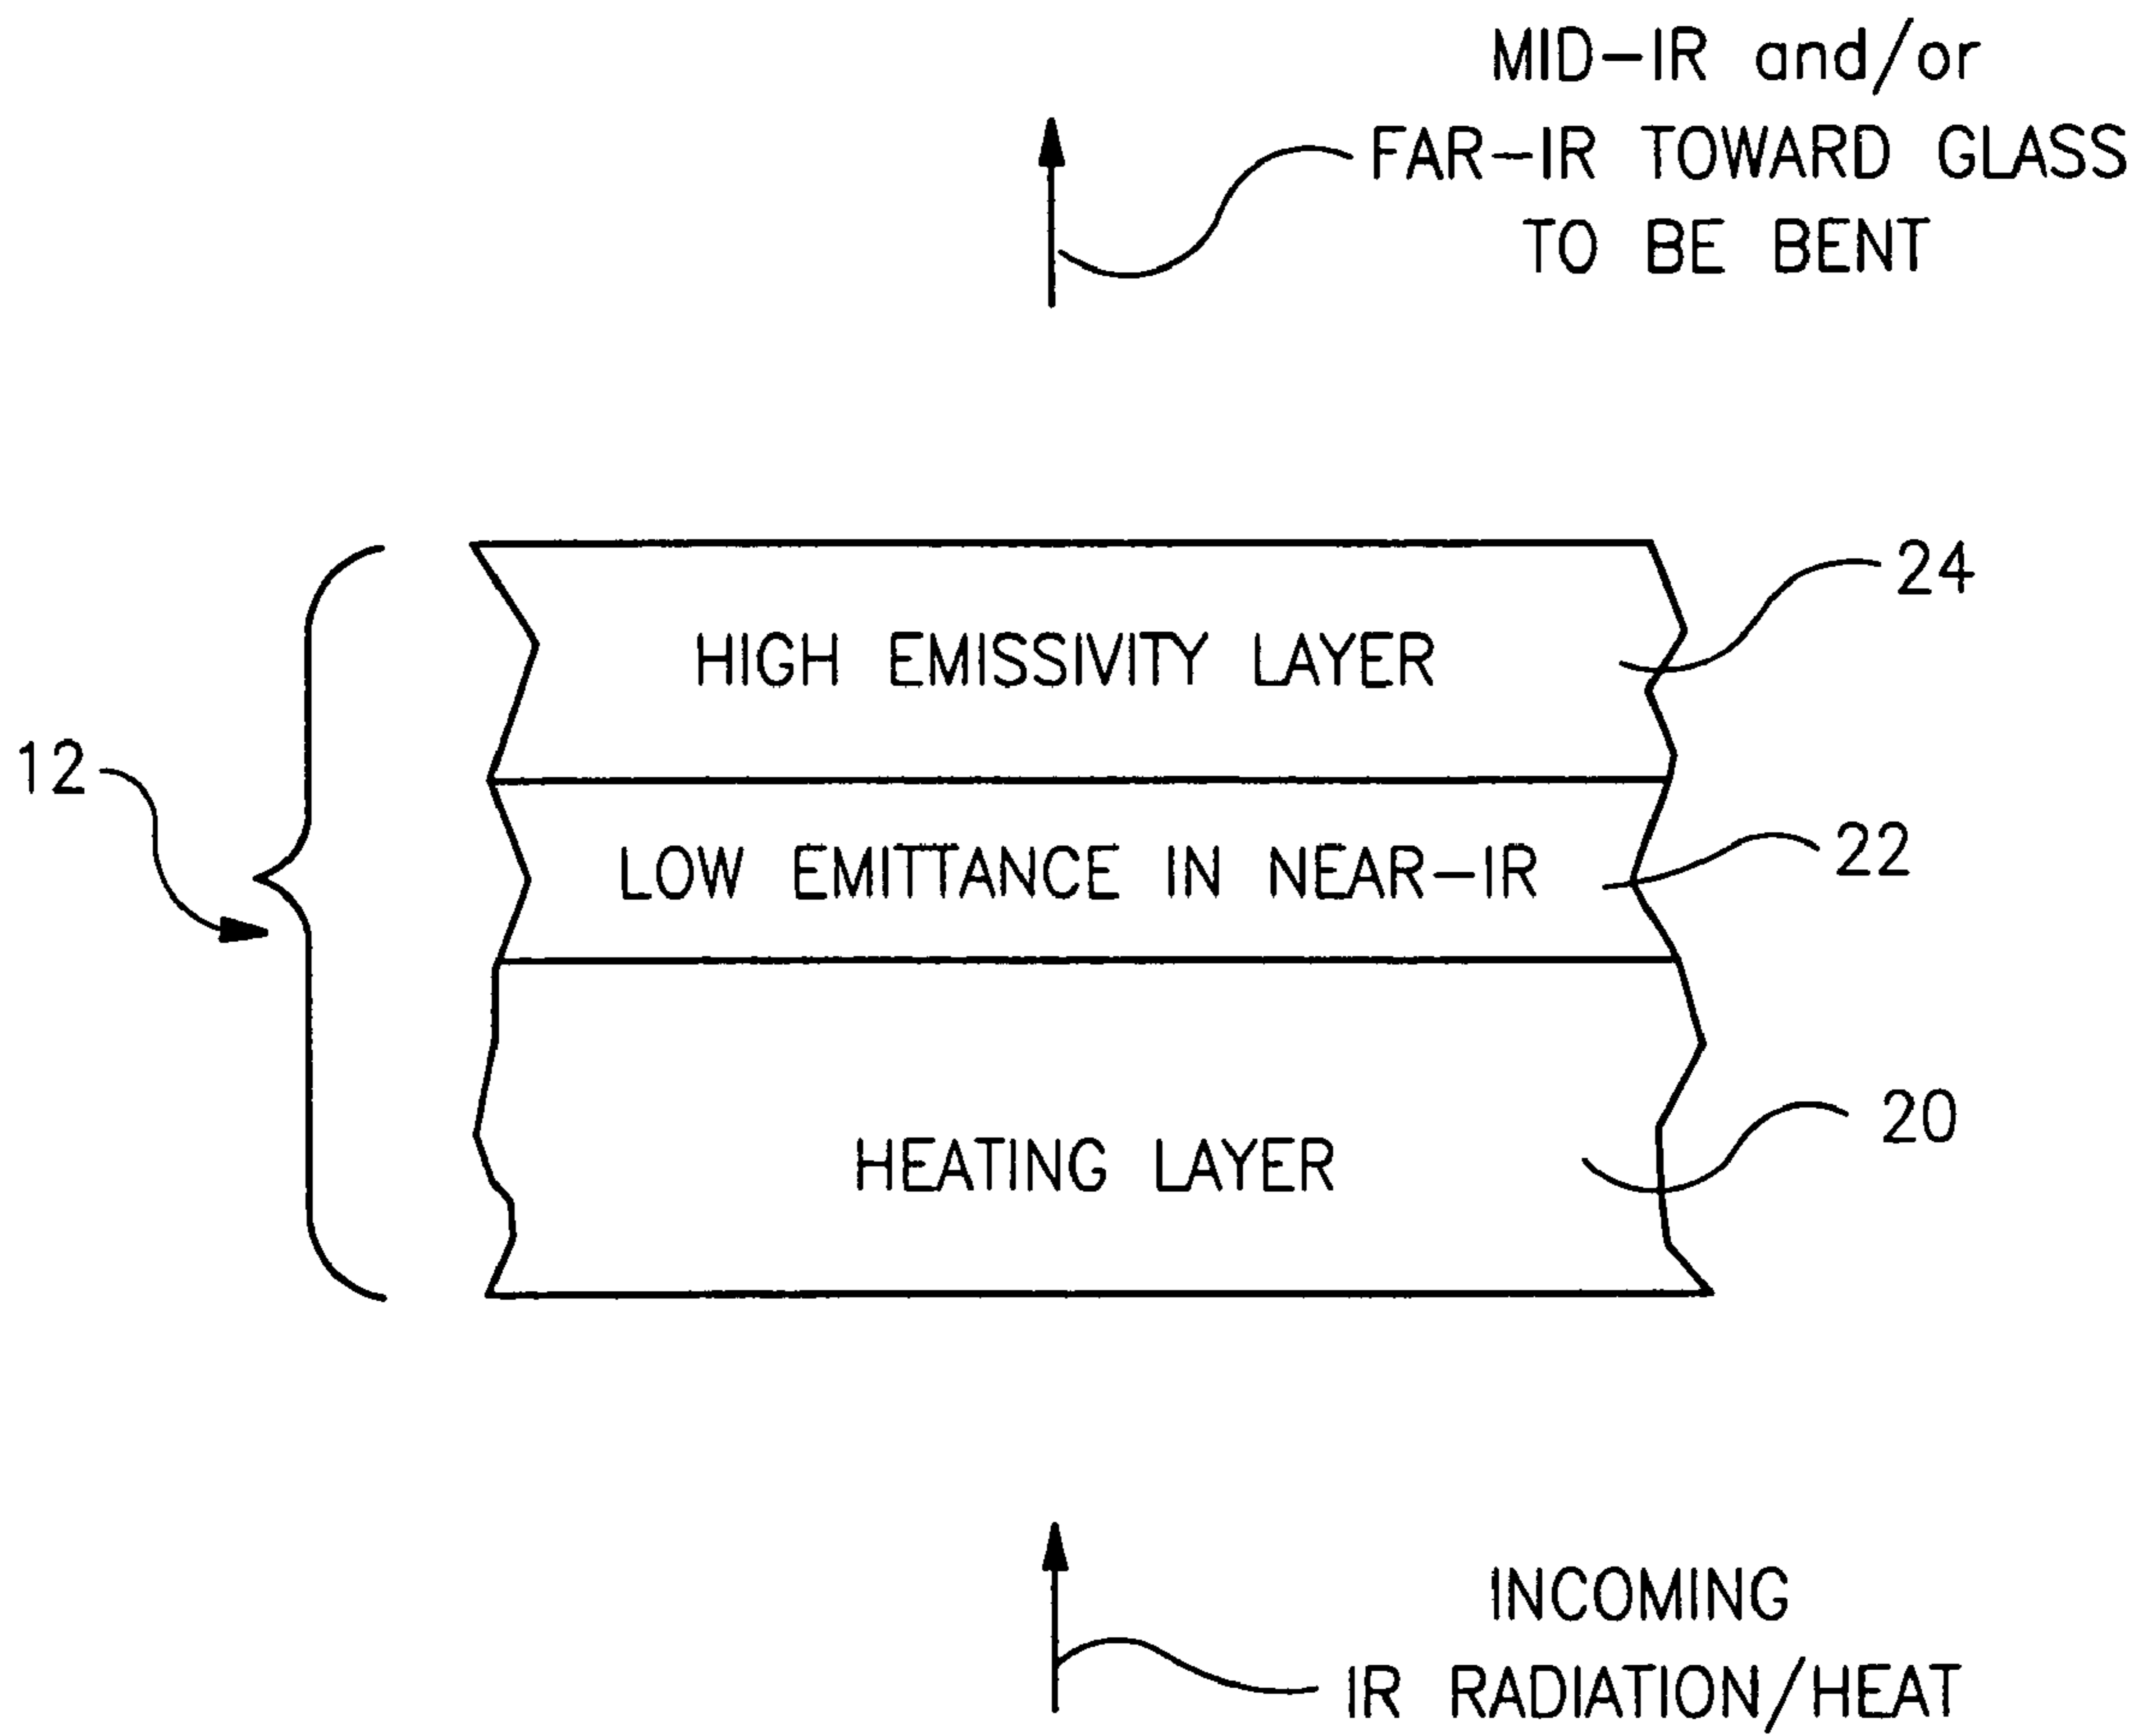 MID-IR and/or
FAR-IR TOWARD GLASS
TO BE BENT
24
HIGH EMISSIVITY LAYER
12
22
LOW EMITTANCE IN NEAR-IR
20
HEATING LAYER
INCOMING
IR RADIATION/HEAT